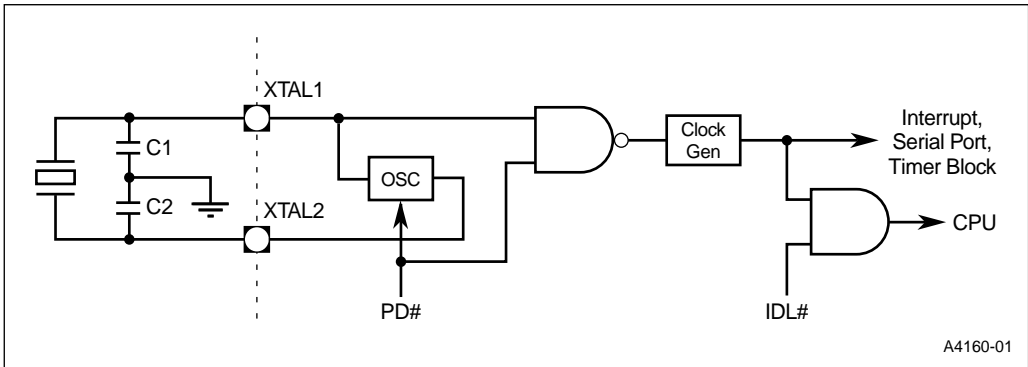 XTAL1
C1
C2
XTAL2
OSC
PD#
Clock
Gen
Interrupt,
Serial Port,
Timer Block
CPU
IDL#
A4160-01